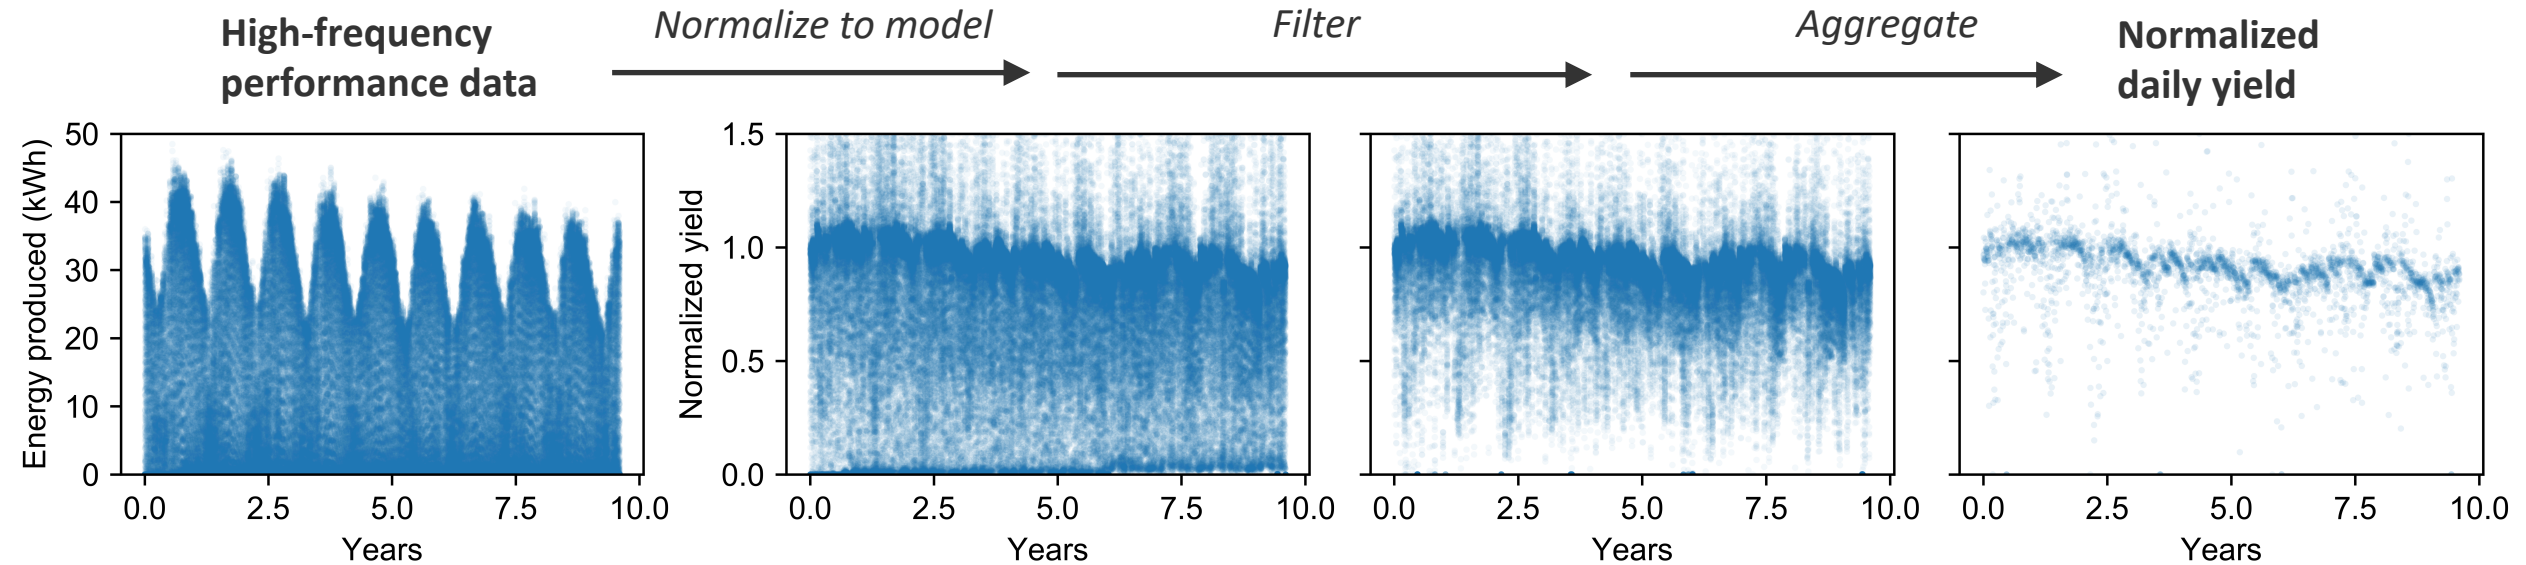 High-frequency
performance data
Normalize to model
Filter
Aggregate
Normalized
daily yield
Energy produced (kWh)
50
40
30
20
10
0
0.0 2.5 5.0 7.5 10.0
Years
Normalized yield
1.5
1.0
0.5
0.0
0.0 2.5 5.0 7.5 10.0
Years
0.0 2.5 5.0 7.5 10.0
Years
0.0 2.5 5.0 7.5 10.0
Years